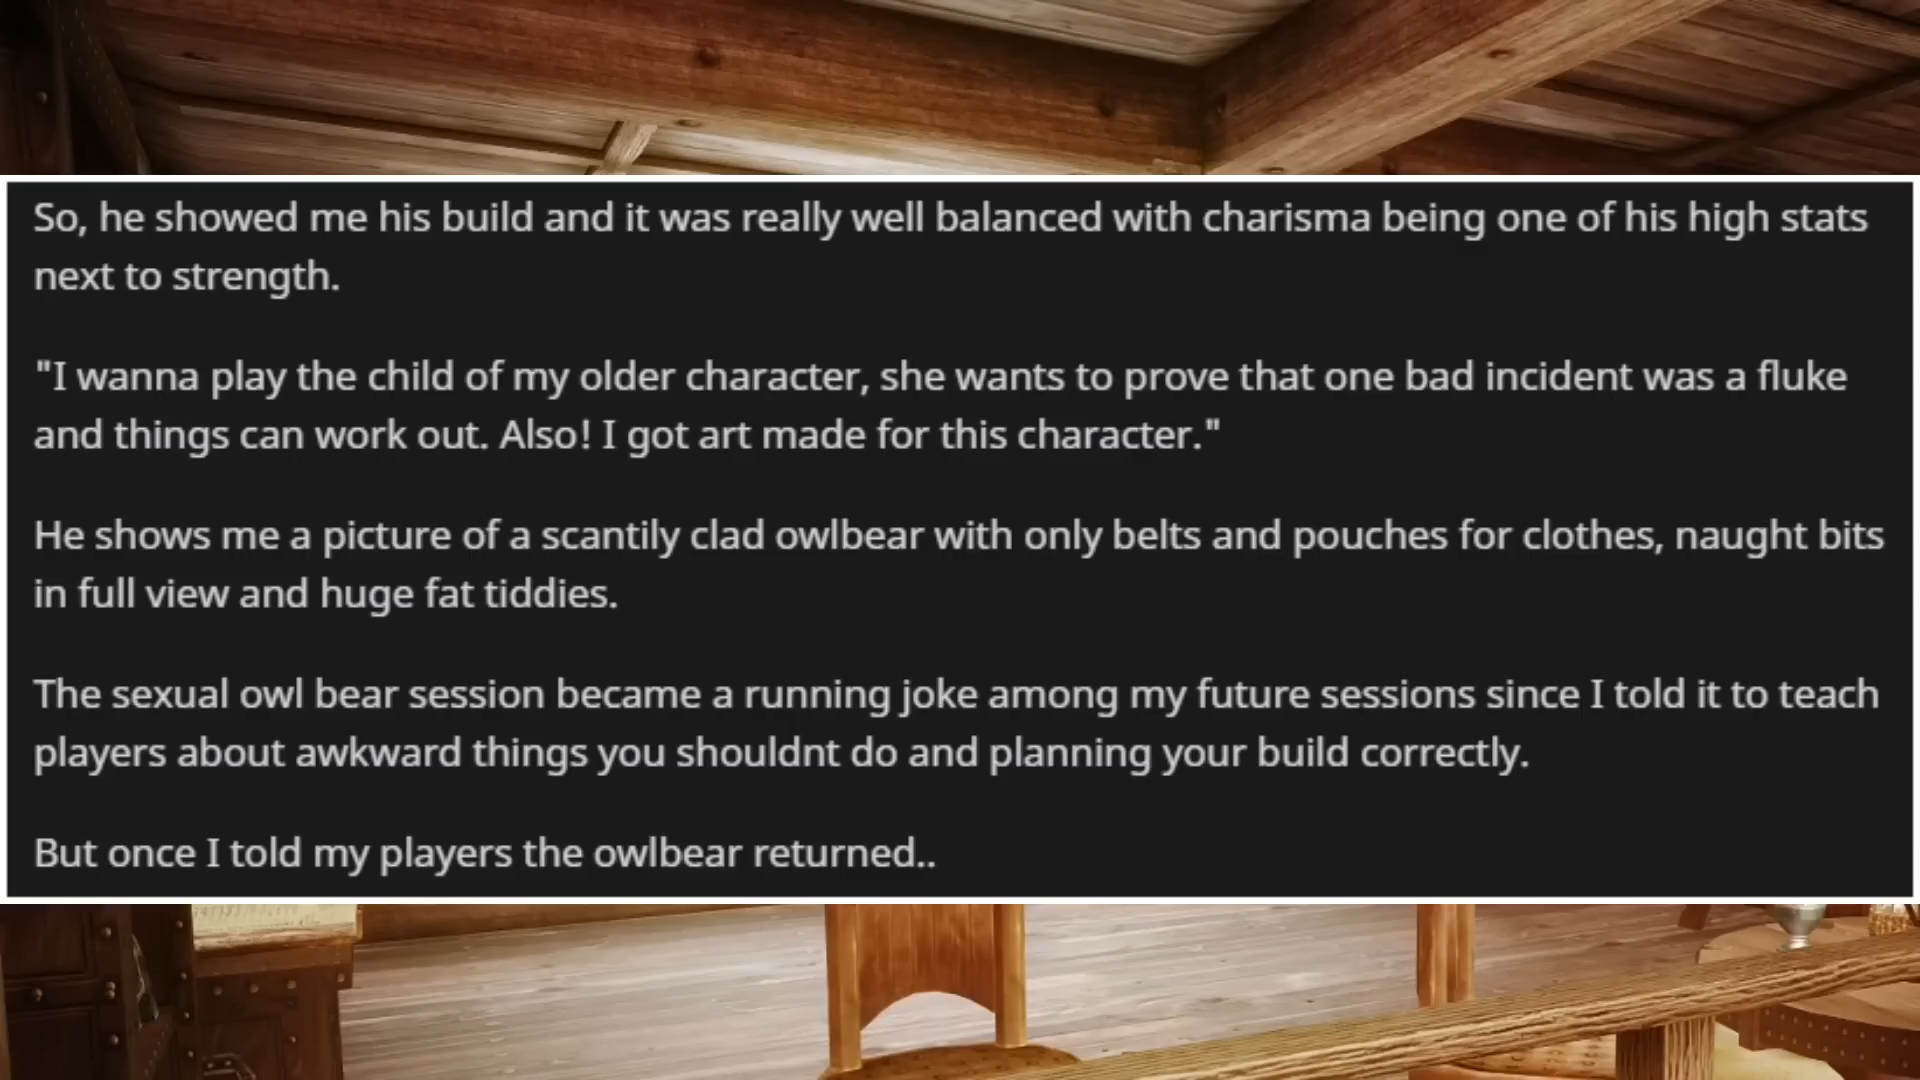 So, he showed me his build and it was really well balanced with charisma being one of his high stats
next to strength.
"I wanna play the child of my older character, she wants to prove that one bad incident was a fluke
and things can work out. Also! I got art made for this character."
He shows me a picture of a scantily clad owlbear with only belts and pouches for clothes, naught bits
in full view and huge fat tiddies.
The sexual owl bear session became a running joke among my future sessions since I told it to teach
players about awkward things you shouldnt do and planning your build correctly.
But once I told my players the owlbear returned..